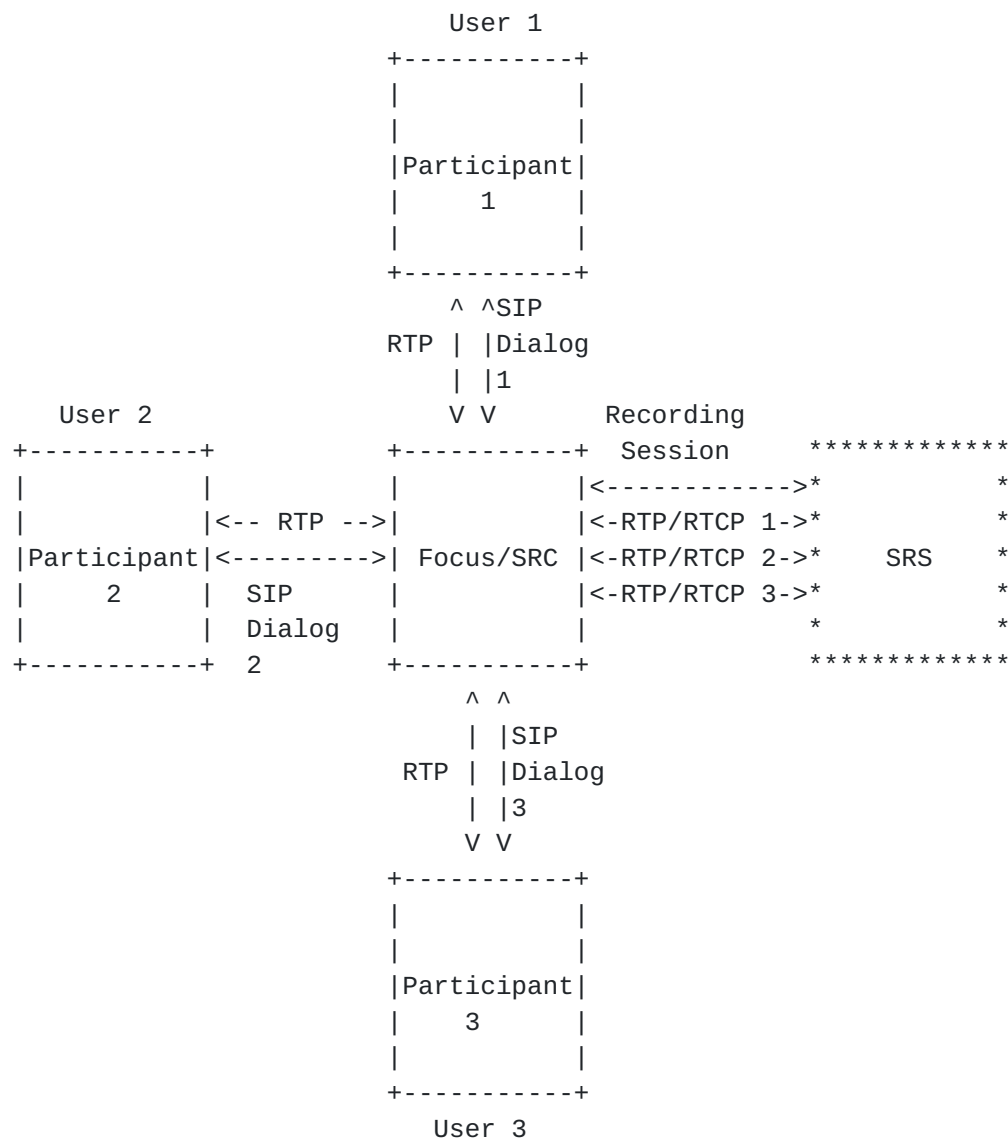 User 1
                        +-----------+
                        |           |
                        |           |
                        |Participant|
                        |     1     |
                        |           |
                        +-----------+
                            ^ ^SIP
                        RTP | |Dialog
                            | |1
   User 2                   V V       Recording
+-----------+           +-----------+  Session     *************
|           |           |           |<------------>*           *
|           |<-- RTP -->|           |<-RTP/RTCP 1->*           *
|Participant|<--------->| Focus/SRC |<-RTP/RTCP 2->*    SRS    *
|     2     |  SIP      |           |<-RTP/RTCP 3->*           *
|           |  Dialog   |           |              *           *
+-----------+  2        +-----------+              *************
                             ^ ^
                             | |SIP
                         RTP | |Dialog
                             | |3
                             V V
                        +-----------+
                        |           |
                        |           |
                        |Participant|
                        |    3      |
                        |           |
                        +-----------+
                           User 3